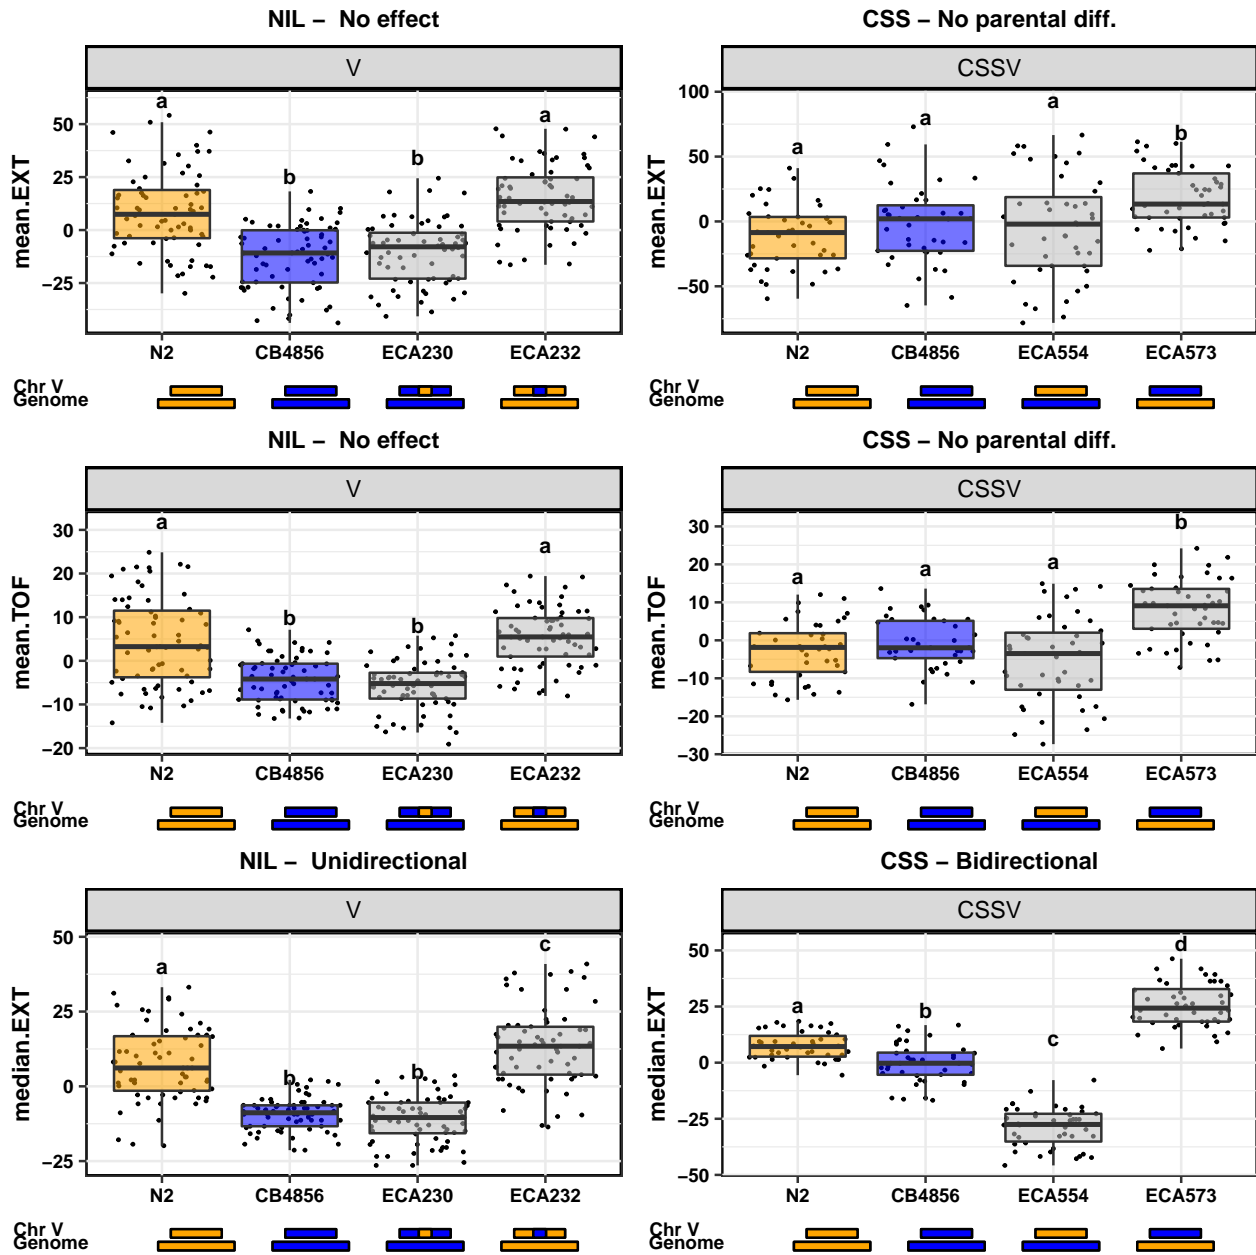 NIL – No effect
V
mean.EXT
50
25
0
−25
a
b
b
a
N2 CB4856 ECA230 ECA232
Chr V
Genome
CSS – No parental diff.
CSSV
mean.EXT
100
50
0
−50
a
a
a
b
N2 CB4856 ECA554 ECA573
Chr V
Genome
NIL – No effect
V
mean.TOF
30
20
10
0
−10
−20
a
b
b
a
N2 CB4856 ECA230 ECA232
Chr V
Genome
CSS – No parental diff.
CSSV
mean.TOF
30
20
10
0
−10
−20
−30
a
a
a
b
N2 CB4856 ECA554 ECA573
Chr V
Genome
NIL – Unidirectional
V
median.EXT
50
25
0
−25
a
b
b
c
N2 CB4856 ECA230 ECA232
Chr V
Genome
CSS – Bidirectional
CSSV
median.EXT
50
25
0
−25
−50
a
b
c
d
N2 CB4856 ECA554 ECA573
Chr V
Genome